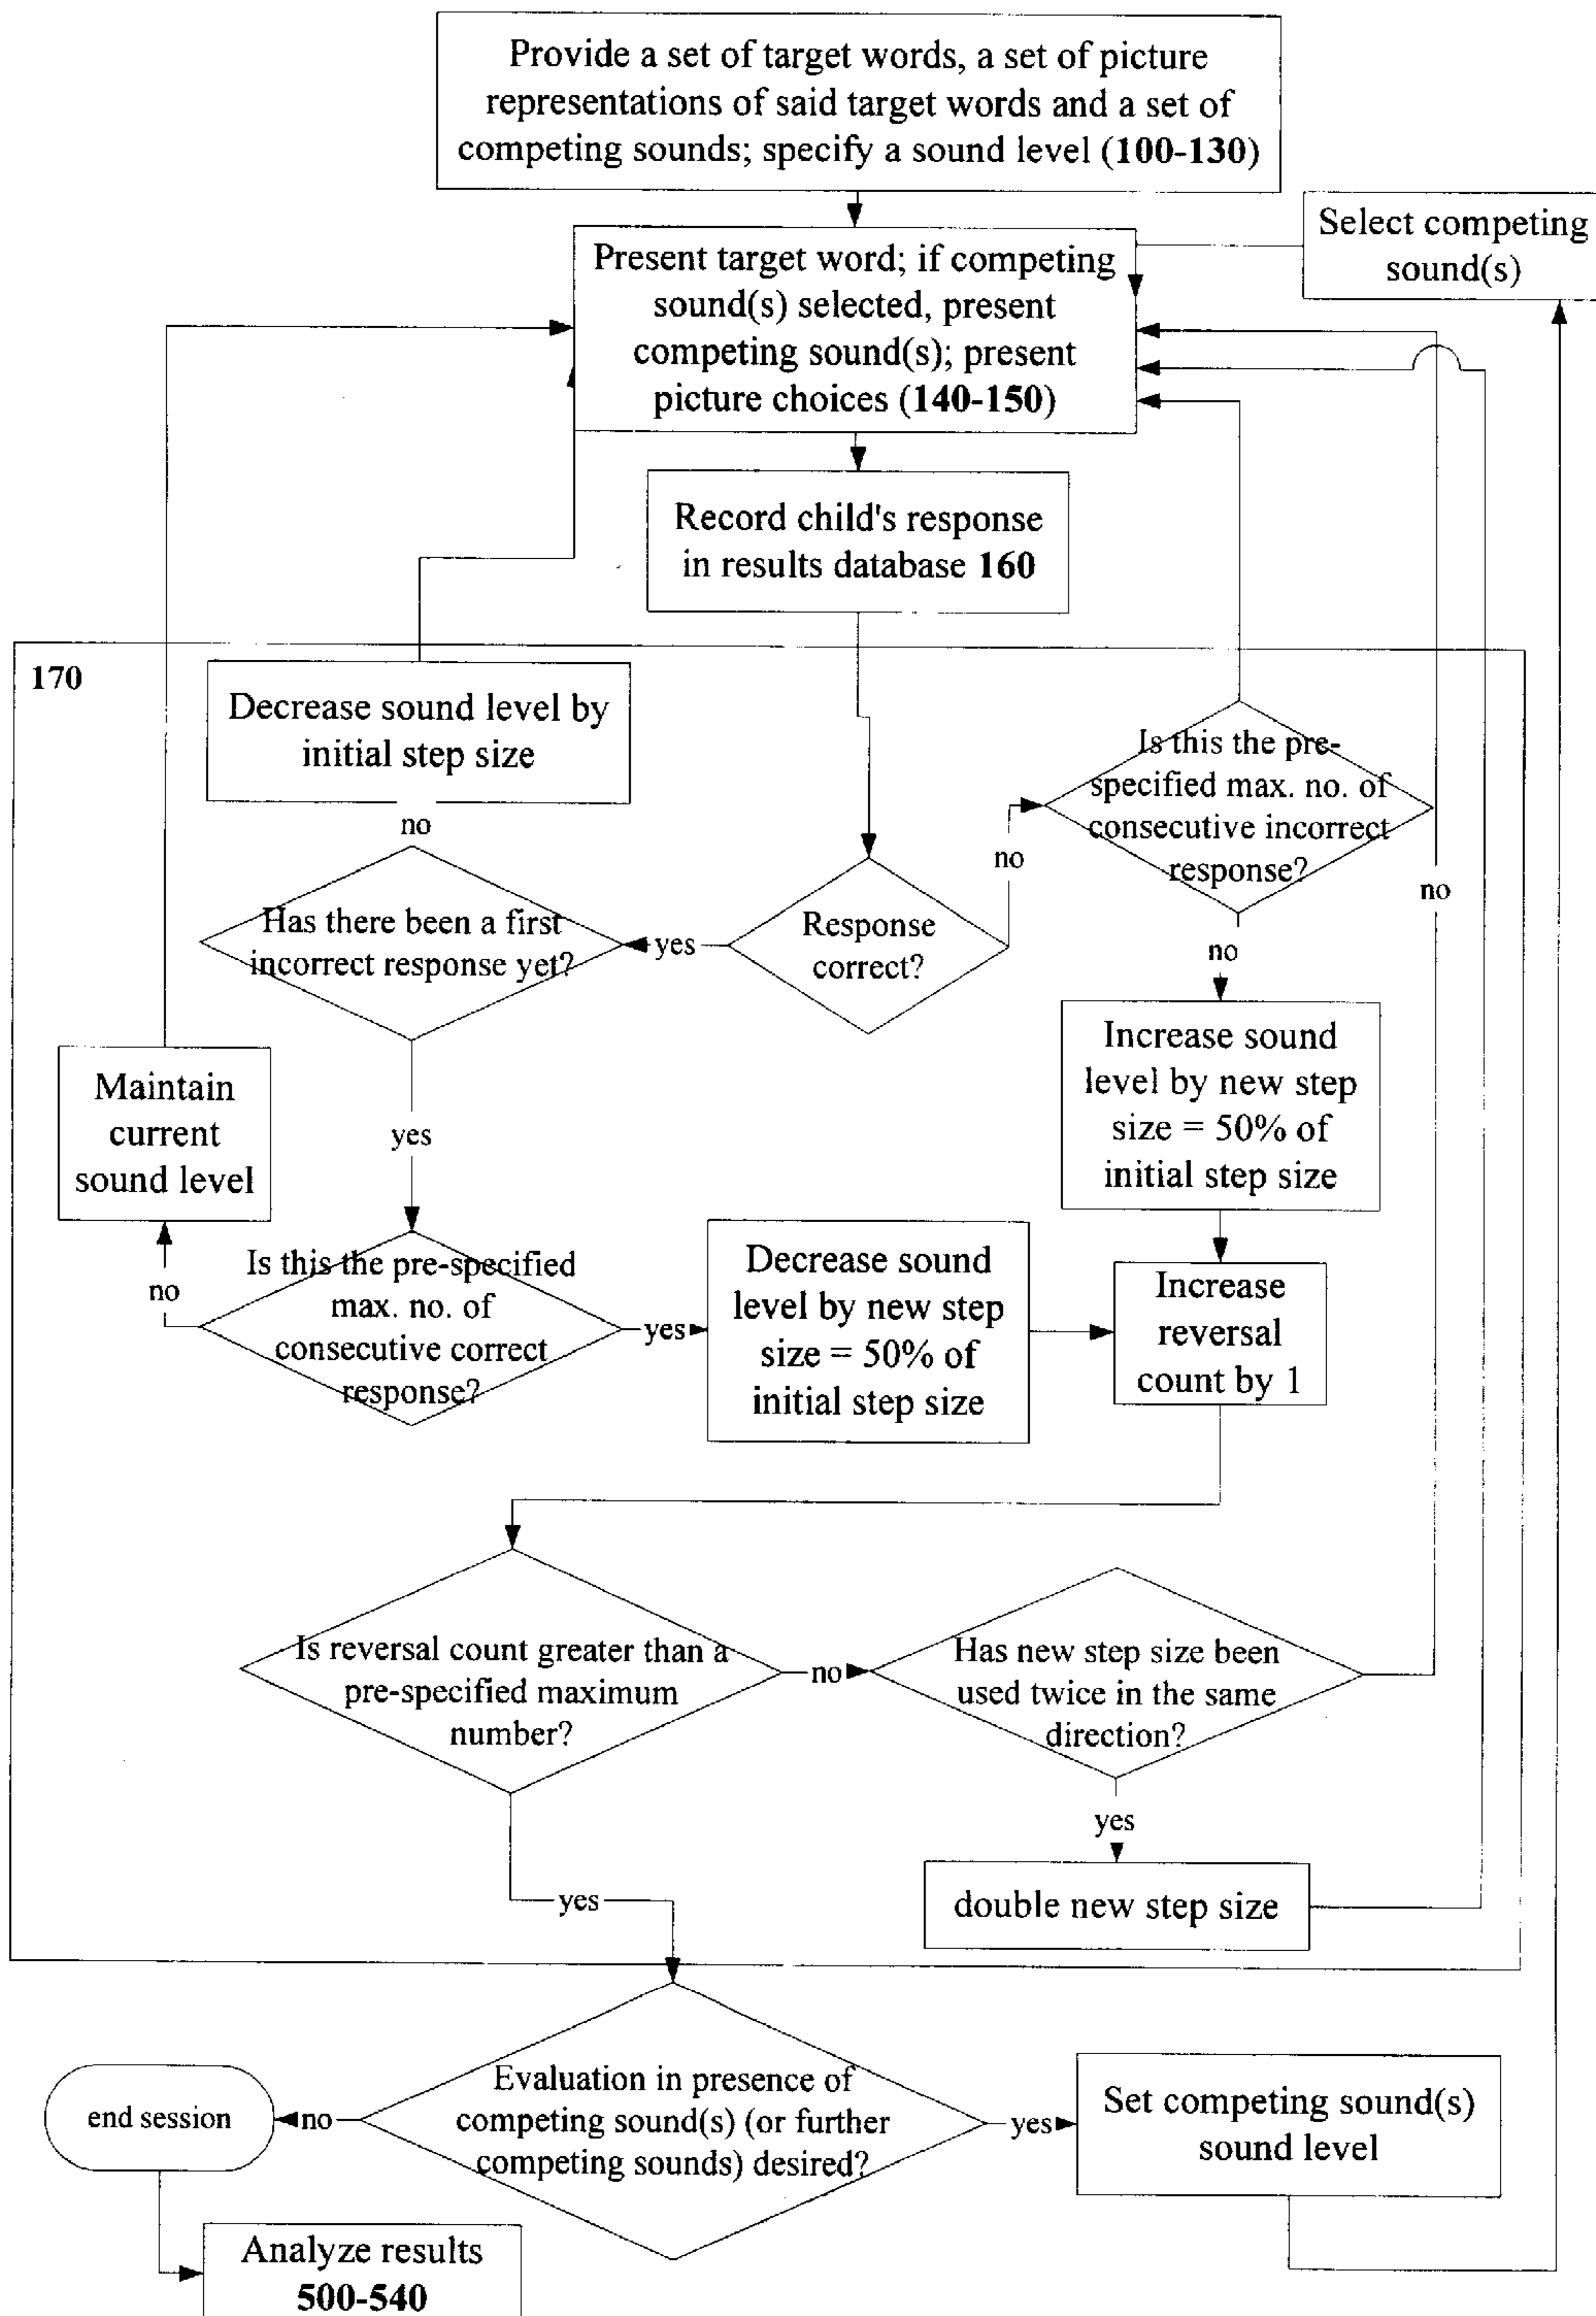 Provide a set of target words, a set of picture
representations of said target words and a set of
competing sounds; specify a sound level (100-130)
Select competing
sound(s)
Present target word; if competing
sound(s) selected, present
competing sound(s); present
picture choices (140-150)
Record child's response
in results database 160
170
Decrease sound level by
initial step size
Is this the pre-
specified max. no. of
consecutive incorrect
response?
no
no
no
Has there been a first
incorrect response yet?
yes
Response
correct?
no
Increase sound
level by new step
size = 50% of
initial step size
Maintain
current
sound level
yes
Is this the pre-specified
max. no. of
consecutive correct
response?
no
yes
Decrease sound
level by new step
size = 50% of
initial step size
Increase
reversal
count by 1
Is reversal count greater than a
pre-specified maximum
number?
no
Has new step size been
used twice in the same
direction?
yes
yes
double new step size
Evaluation in presence of
competing sound(s) (or further
competing sounds) desired?
end session
no
yes
Set competing sound(s)
sound level
Analyze results
500-540